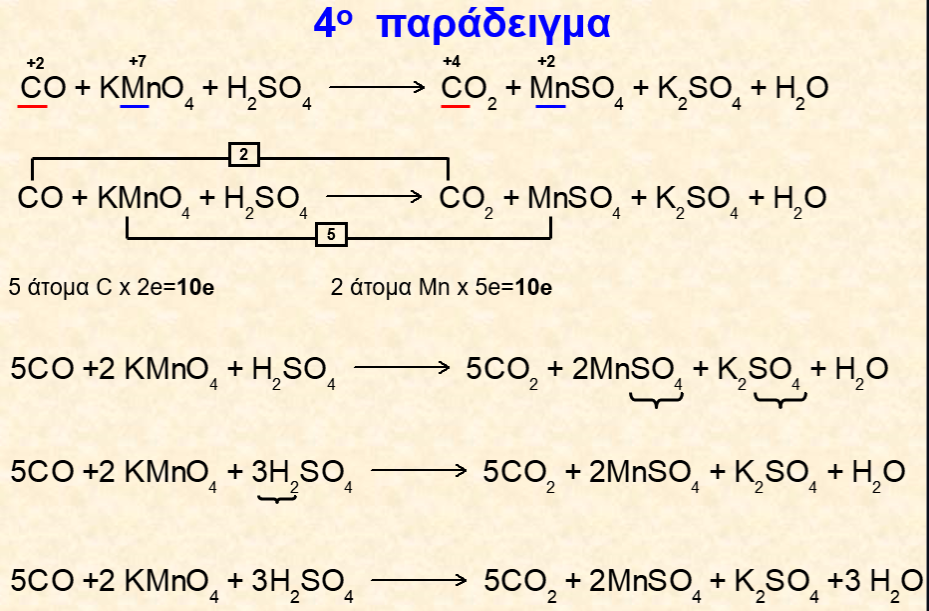 4ο παράδειγμα
+2 +7 +4 +2
CO + KMnO4 + H2SO4 ⟶ CO2 + MnSO4 + K2SO4 + H2O
2
CO + KMnO4 + H2SO4 ⟶ CO2 + MnSO4 + K2SO4 + H2O
5
5 άτομα C x 2e=10e 2 άτομα Mn x 5e=10e
5CO +2 KMnO4 + H2SO4 ⟶ 5CO2 + 2MnSO4 + K2SO4 + H2O
5CO +2 KMnO4 + 3H2SO4 ⟶ 5CO2 + 2MnSO4 + K2SO4 + H2O
5CO +2 KMnO4 + 3H2SO4 ⟶ 5CO2 + 2MnSO4 + K2SO4 +3 H2O